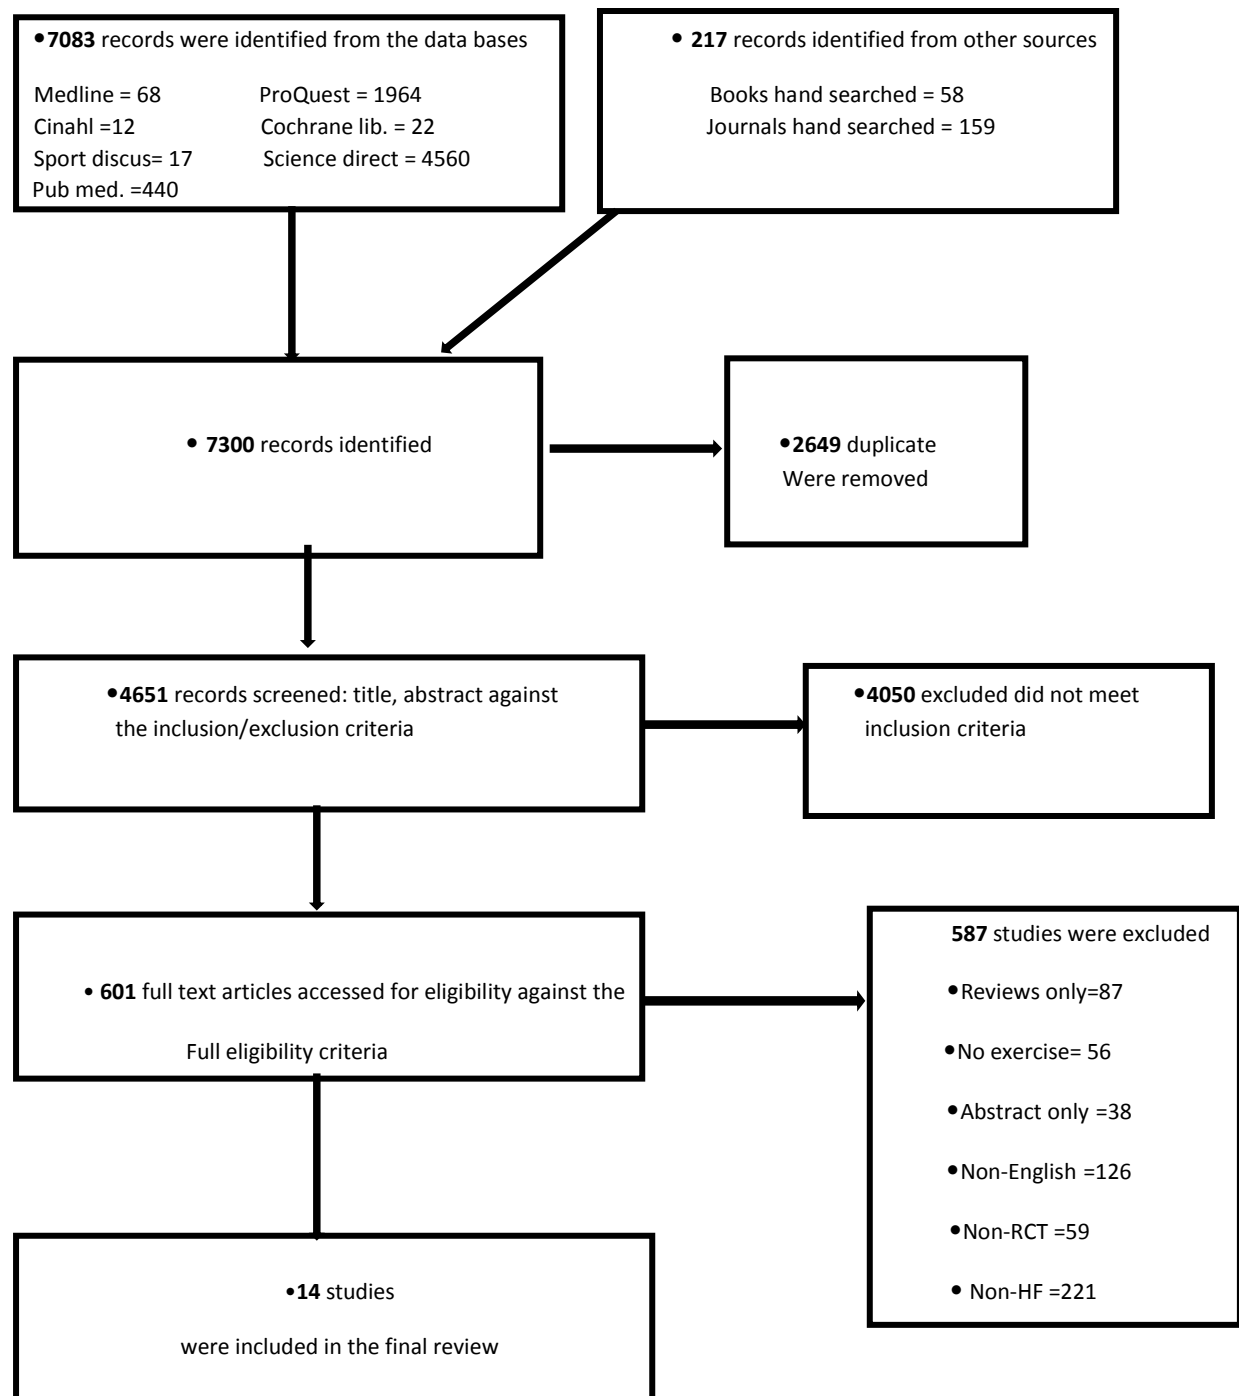 •7083 records were identified from the data bases
Medline = 68 ProQuest = 1964
Cinahl =12 Cochrane lib. = 22
Sport discus= 17 Science direct = 4560
Pub med. =440
• 217 records identified from other sources
Books hand searched = 58
Journals hand searched = 159
• 7300 records identified
•2649 duplicate
Were removed
•4651 records screened: title, abstract against
the inclusion/exclusion criteria
•4050 excluded did not meet
inclusion criteria
• 601 full text articles accessed for eligibility against the
Full eligibility criteria
587 studies were excluded
•Reviews only=87
•No exercise= 56
•Abstract only =38
•Non-English =126
•Non-RCT =59
• Non-HF =221
•14 studies
were included in the final review